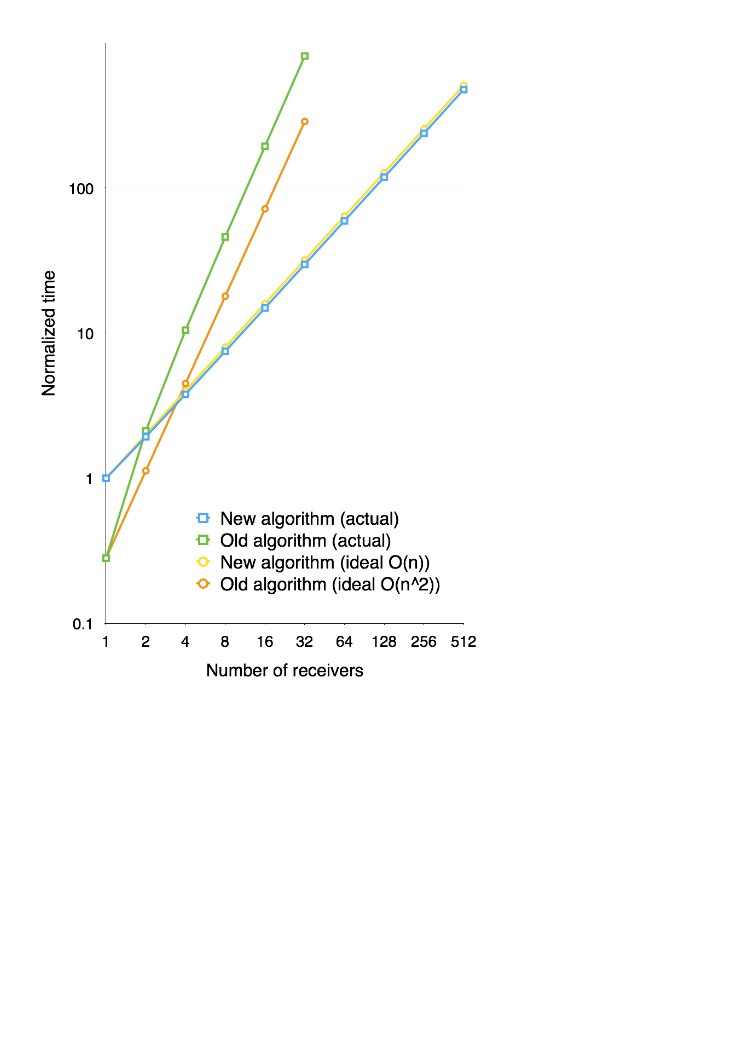 100
10
1
0.1
Normalized time
New algorithm (actual)
Old algorithm (actual)
New algorithm (ideal O(n))
Old algorithm (ideal O(n^2))
1 2 4 8 16 32 64 128 256 512
Number of receivers